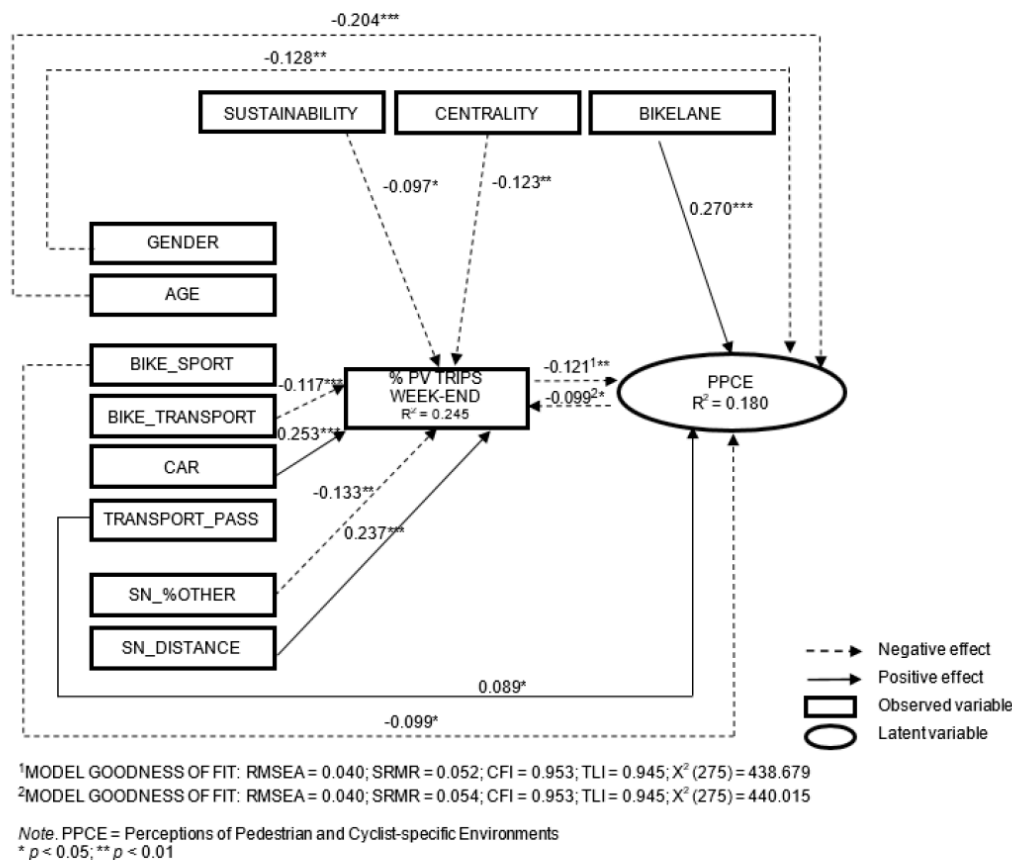 -0.204***
-0.128**
SUSTAINABILITY
CENTRALITY
BIKELANE
-0.097*
-0.123**
0.270***
GENDER
AGE
BIKE_SPORT
BIKE_TRANSPORT
CAR
TRANSPORT_PASS
SN_%OTHER
SN_DISTANCE
-0.117***
0.253***
-0.133**
0.237***
% PV TRIPS
WEEK-END
R² = 0.245
-0.121¹**
-0.099²*
PPCE
R² = 0.180
0.089*
-0.099*
Negative effect
Positive effect
Observed variable
Latent variable
¹MODEL GOODNESS OF FIT: RMSEA = 0.040; SRMR = 0.052; CFI = 0.953; TLI = 0.945; X² (275) = 438.679
²MODEL GOODNESS OF FIT: RMSEA = 0.040; SRMR = 0.054; CFI = 0.953; TLI = 0.945; X² (275) = 440.015
Note. PPCE = Perceptions of Pedestrian and Cyclist-specific Environments
* p < 0.05; ** p < 0.01